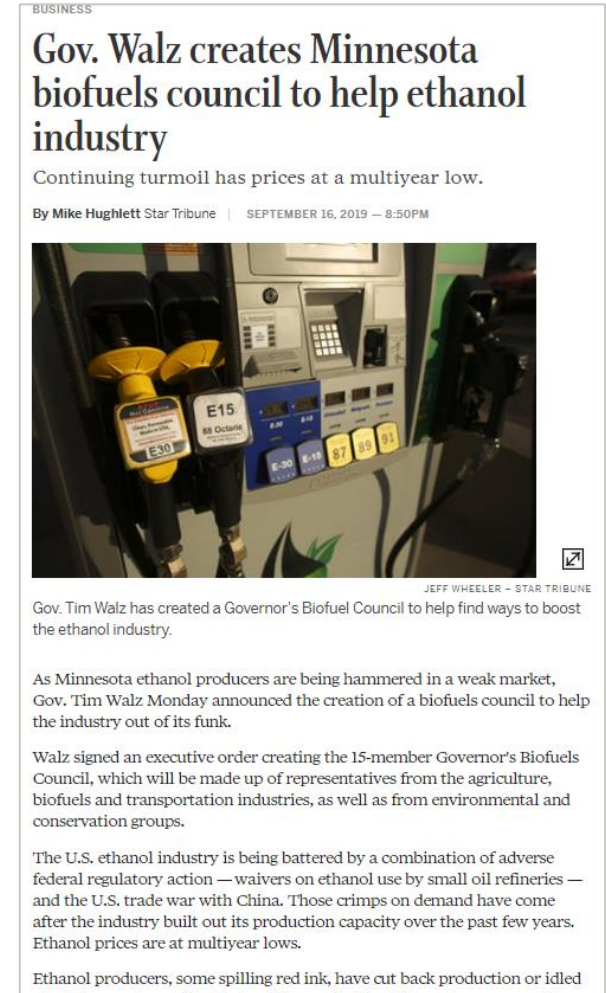 BUSINESS
Gov. Walz creates Minnesota
biofuels council to help ethanol
industry
Continuing turmoil has prices at a multiyear low.
By Mike Hughlett Star Tribune | SEPTEMBER 16, 2019 — 8:50PM
E30
E15
88 Octane
E-30
E-15
87
89
91
JEFF WHEELER – STAR TRIBUNE
Gov. Tim Walz has created a Governor's Biofuel Council to help find ways to boost
the ethanol industry.
As Minnesota ethanol producers are being hammered in a weak market,
Gov. Tim Walz Monday announced the creation of a biofuels council to help
the industry out of its funk.
Walz signed an executive order creating the 15-member Governor's Biofuels
Council, which will be made up of representatives from the agriculture,
biofuels and transportation industries, as well as from environmental and
conservation groups.
The U.S. ethanol industry is being battered by a combination of adverse
federal regulatory action — waivers on ethanol use by small oil refineries —
and the U.S. trade war with China. Those crimps on demand have come
after the industry built out its production capacity over the past few years.
Ethanol prices are at multiyear lows.
Ethanol producers, some spilling red ink, have cut back production or idled